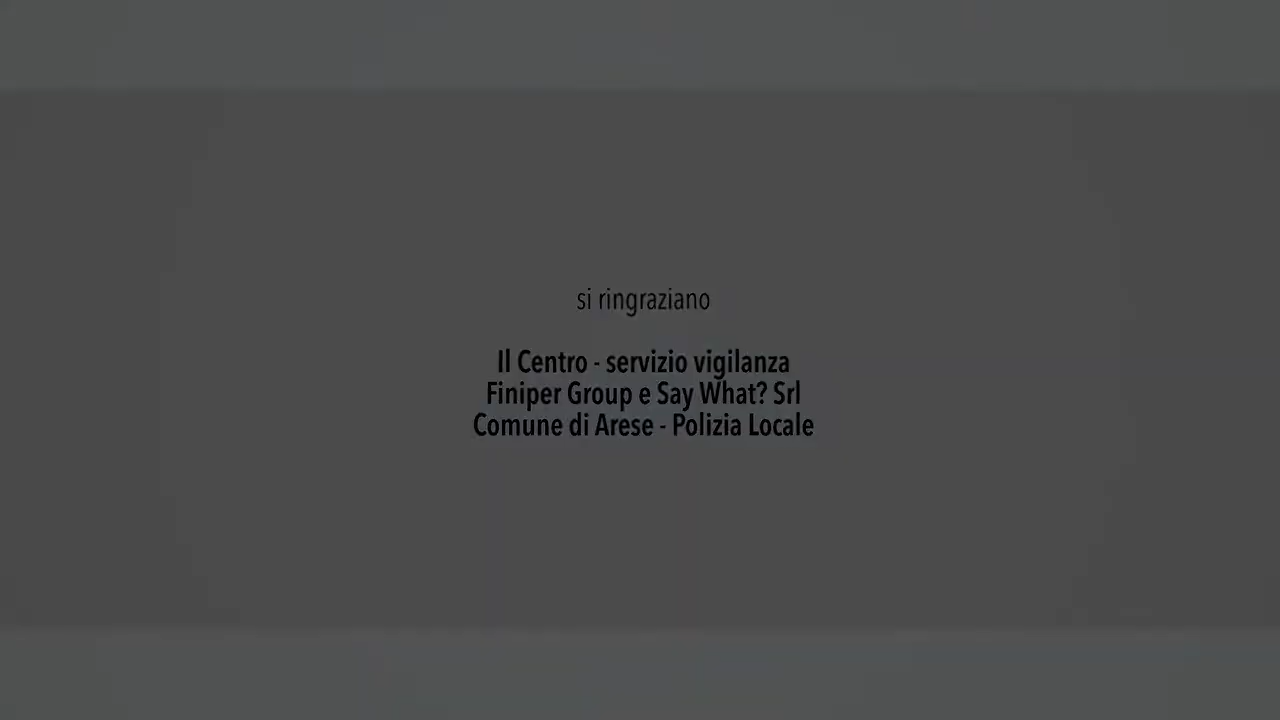 si ringraziano
Il Centro - servizio vigilanza
Finiper Group e Say What? Srl
Comune di Arese - Polizia Locale